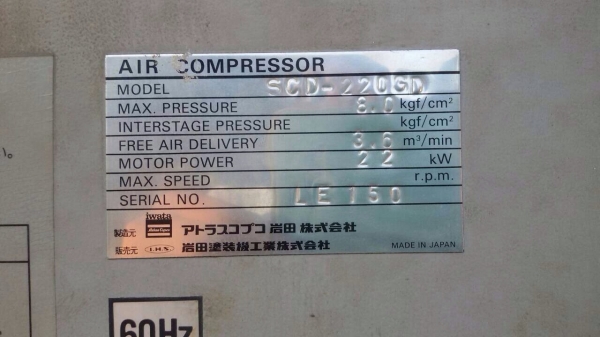 AIR COMPRESSOR
MODEL SCD-220GD
MAX. PRESSURE 8.0 kgf/cm²
INTERSTAGE PRESSURE kgf/cm²
FREE AIR DELIVERY 3.6 m³/min
MOTOR POWER 22 kW
MAX. SPEED r.p.m.
SERIAL NO. LE150
iwata
製造元 Atlas Copco アトラスコプコ 岩田 株式会社
販売元 岩田塗装機工業株式会社 MADE IN JAPAN
60Hz